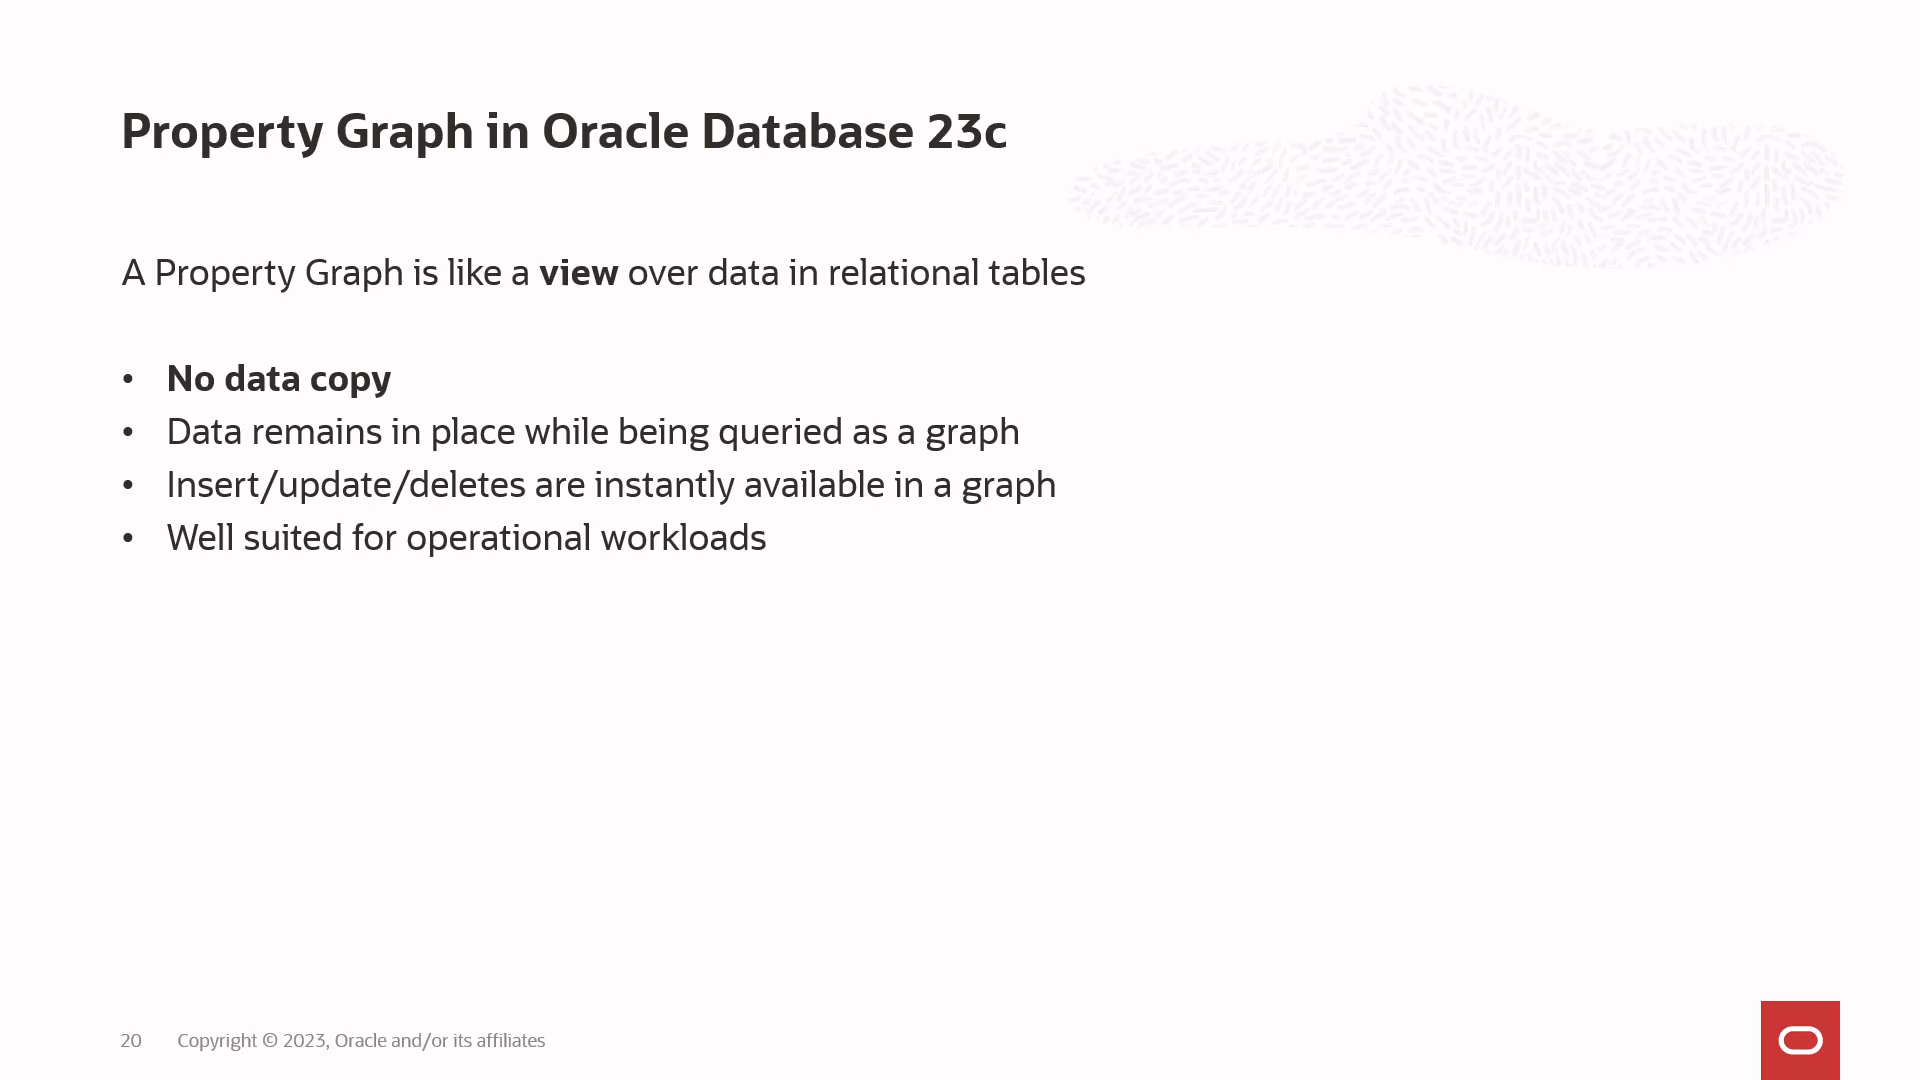 Property Graph in Oracle Database 23c
A Property Graph is like a view over data in relational tables
• No data copy
• Data remains in place while being queried as a graph
• Insert/update/deletes are instantly available in a graph
• Well suited for operational workloads
20 Copyright © 2023, Oracle and/or its affiliates